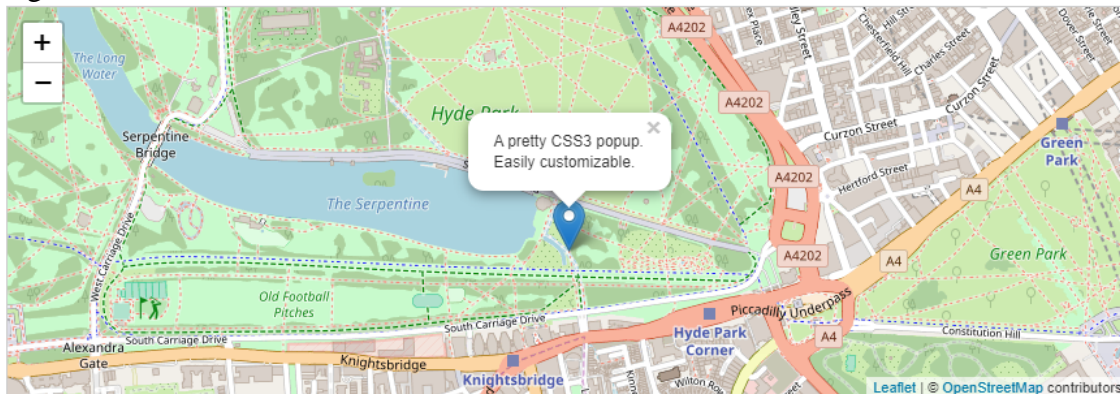 +
−
The Long
Water
Serpentine
Bridge
The Serpentine
Hyde Park
A pretty CSS3 popup.
Easily customizable.
×
West Carriage Drive
Old Football
Pitches
South Carriage Drive
South Carriage Drive
Alexandra
Gate
Knightsbridge
Knightsbridge
Hyde Park
Corner
Wilton Row
Piccadilly Underpass
Constitution Hill
Green Park
Green
Park
A4202
A4202
A4202
A4202
A4
A4
A4
Hill Street
Chesterfield Hill
Charles Street
Curzon Street
Curzon Street
Hertford Street
Dover Street
Leaflet | © OpenStreetMap contributors